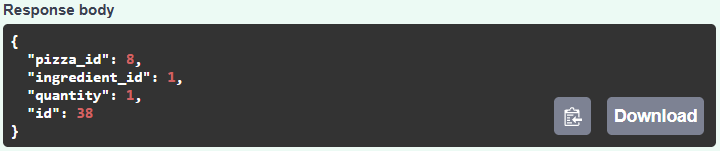 Response body
{
  "pizza_id": 8,
  "ingredient_id": 1,
  "quantity": 1,
  "id": 38
}
Download